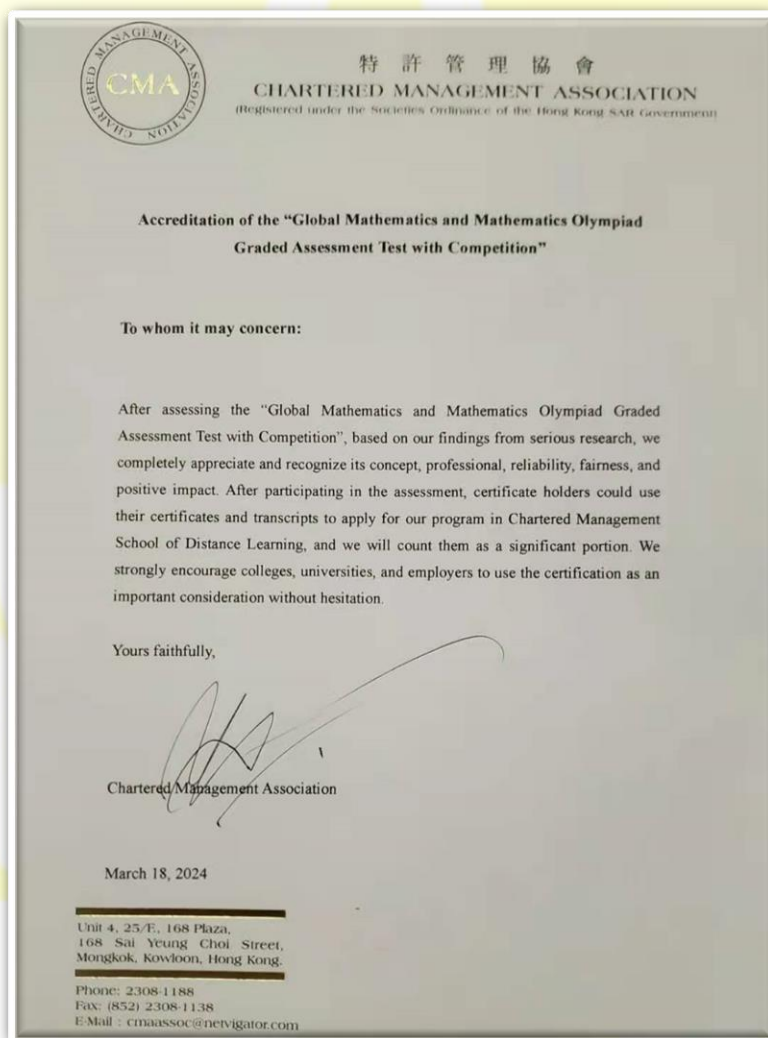 CHARTERED MANAGEMENT ASSOCIATION
CMA
特許管理協會
CHARTERED MANAGEMENT ASSOCIATION
(Registered under the Societies Ordinance of the Hong Kong SAR Government)
Accreditation of the “Global Mathematics and Mathematics Olympiad
Graded Assessment Test with Competition”
To whom it may concern:
After assessing the “Global Mathematics and Mathematics Olympiad Graded
Assessment Test with Competition”, based on our findings from serious research, we
completely appreciate and recognize its concept, professional, reliability, fairness, and
positive impact. After participating in the assessment, certificate holders could use
their certificates and transcripts to apply for our program in Chartered Management
School of Distance Learning, and we will count them as a significant portion. We
strongly encourage colleges, universities, and employers to use the certification as an
important consideration without hesitation.
Yours faithfully,
Chartered Management Association
March 18, 2024
Unit 4, 25/F., 168 Plaza,
168 Sai Yeung Choi Street,
Mongkok, Kowloon, Hong Kong.
Phone: 2308-1188
Fax: (852) 2308-1138
E-Mail : cmaassoc@netvigator.com